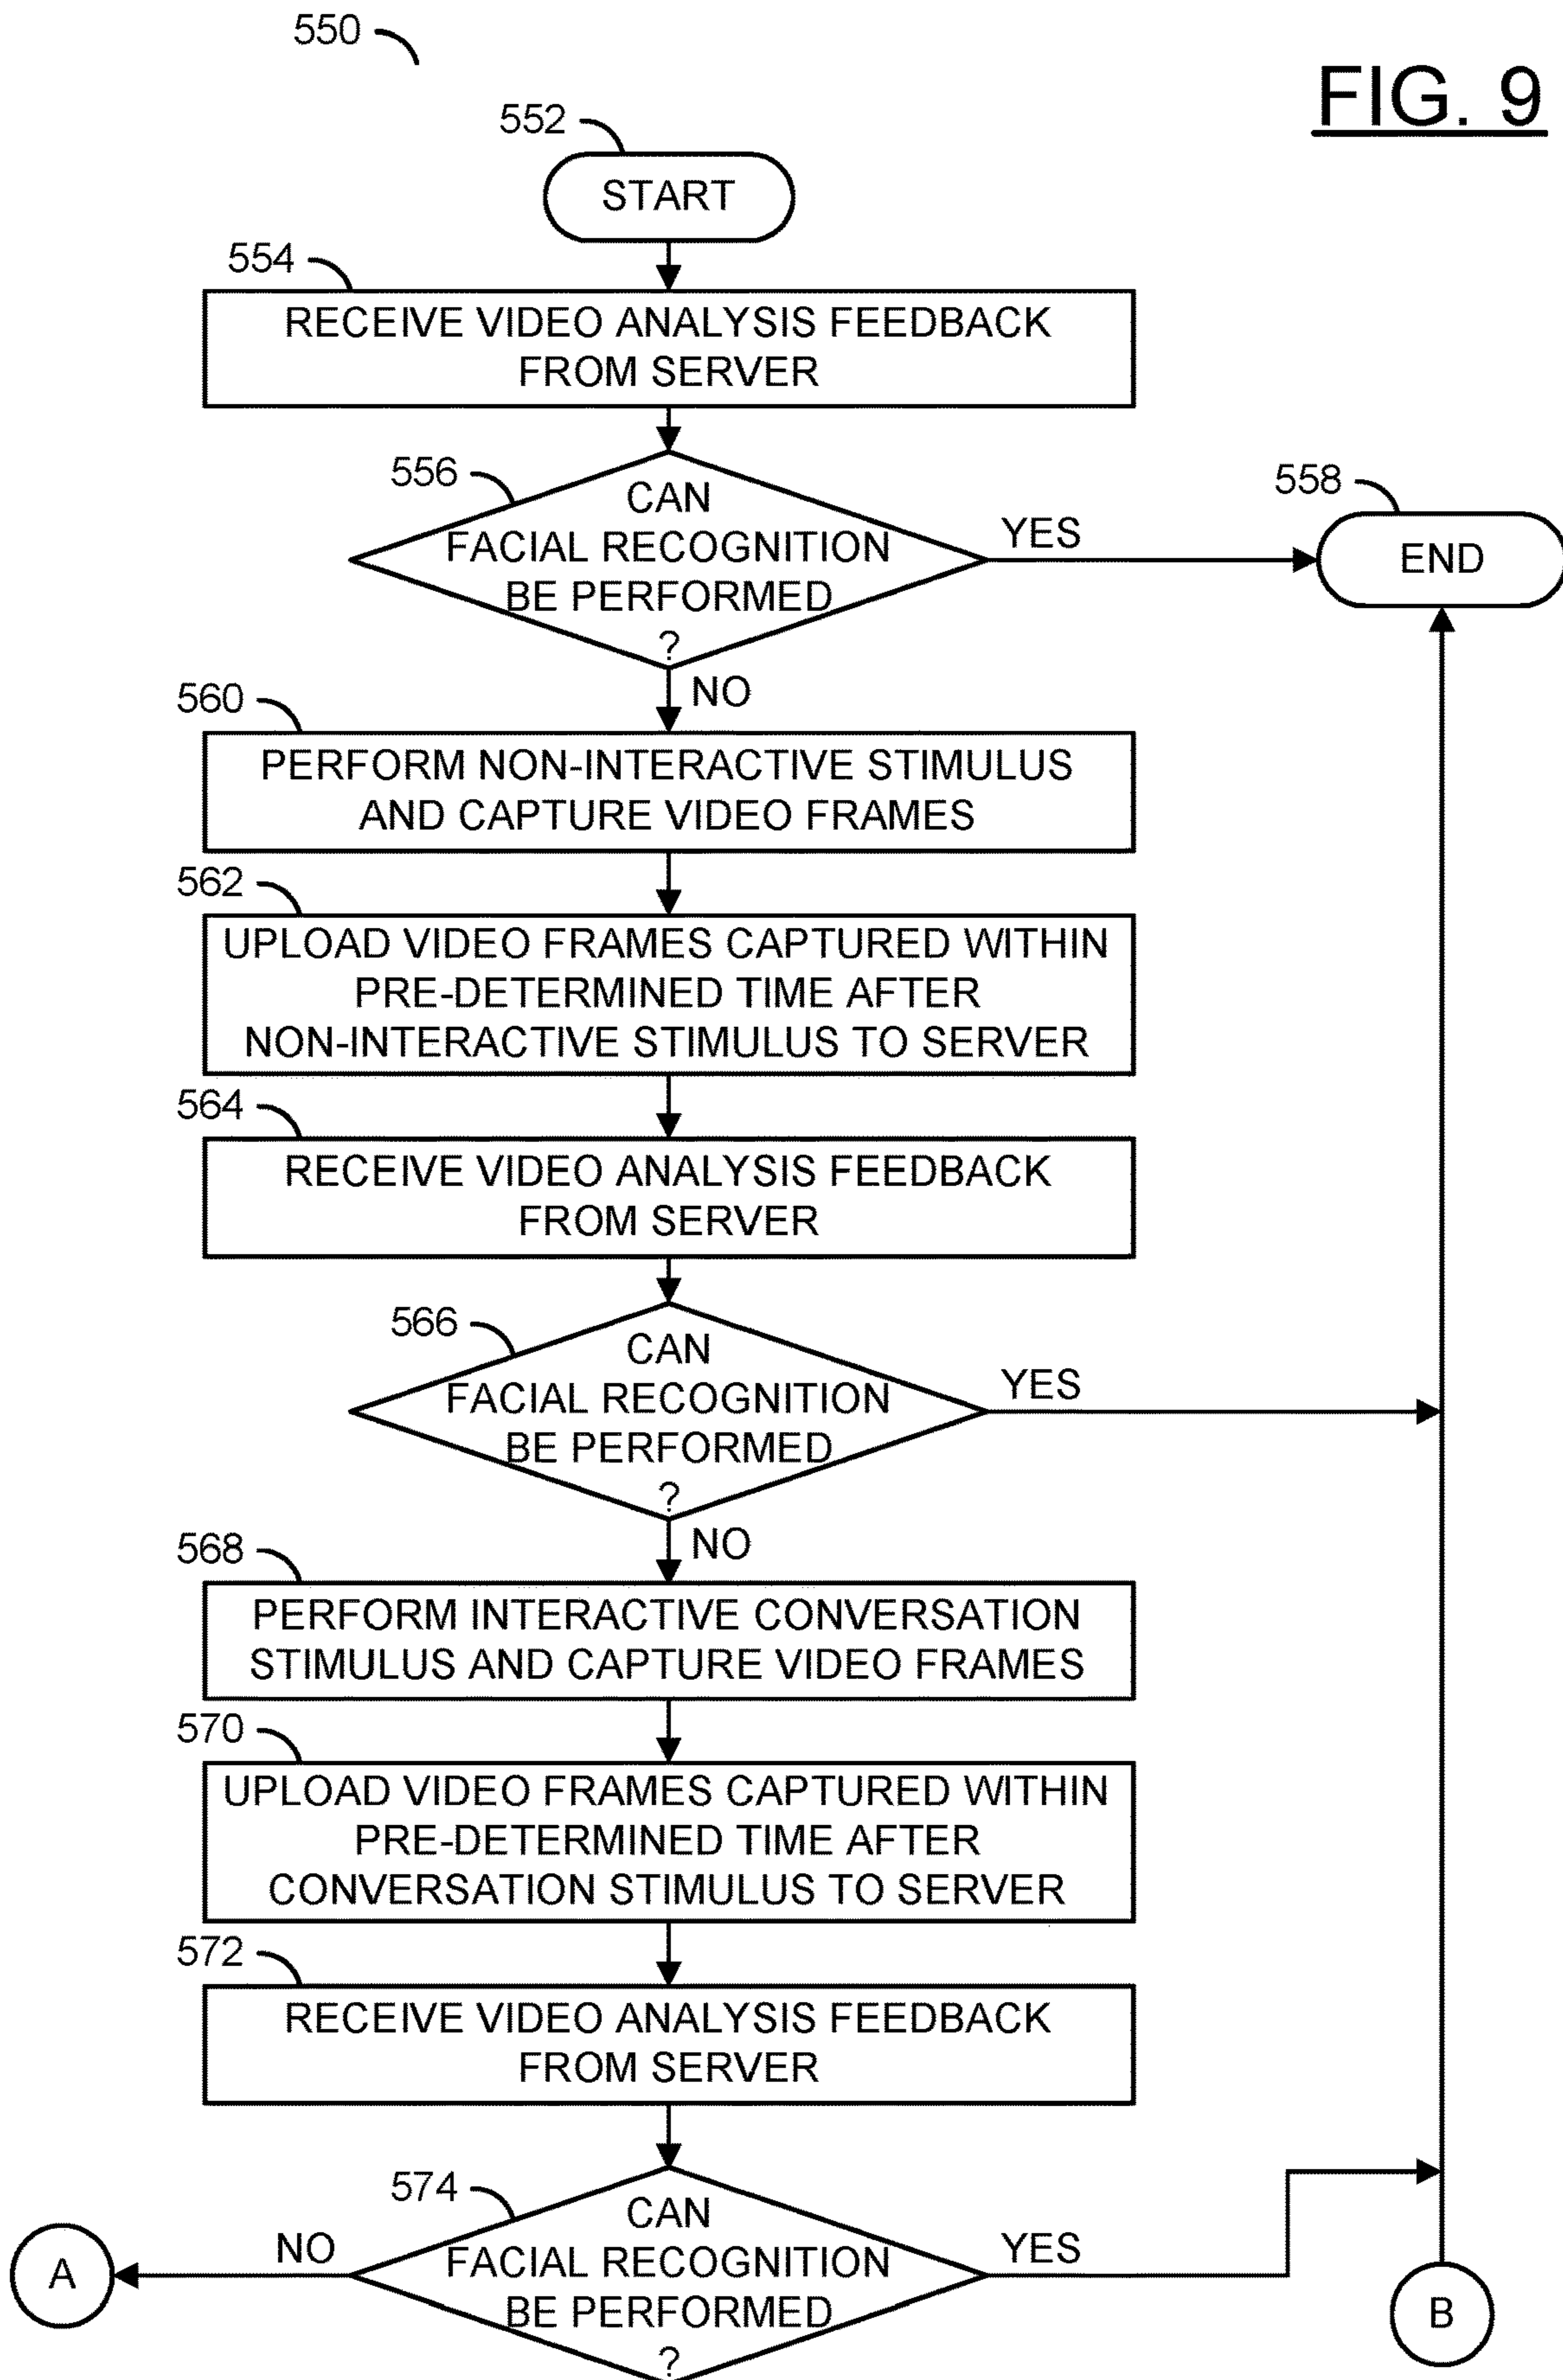 550
FIG. 9
552
START
554
RECEIVE VIDEO ANALYSIS FEEDBACK
FROM SERVER
556
CAN
FACIAL RECOGNITION
BE PERFORMED
?
YES
558
END
NO
560
PERFORM NON-INTERACTIVE STIMULUS
AND CAPTURE VIDEO FRAMES
562
UPLOAD VIDEO FRAMES CAPTURED WITHIN
PRE-DETERMINED TIME AFTER
NON-INTERACTIVE STIMULUS TO SERVER
564
RECEIVE VIDEO ANALYSIS FEEDBACK
FROM SERVER
566
CAN
FACIAL RECOGNITION
BE PERFORMED
?
YES
NO
568
PERFORM INTERACTIVE CONVERSATION
STIMULUS AND CAPTURE VIDEO FRAMES
570
UPLOAD VIDEO FRAMES CAPTURED WITHIN
PRE-DETERMINED TIME AFTER
CONVERSATION STIMULUS TO SERVER
572
RECEIVE VIDEO ANALYSIS FEEDBACK
FROM SERVER
574
CAN
FACIAL RECOGNITION
BE PERFORMED
?
NO
YES
A
B